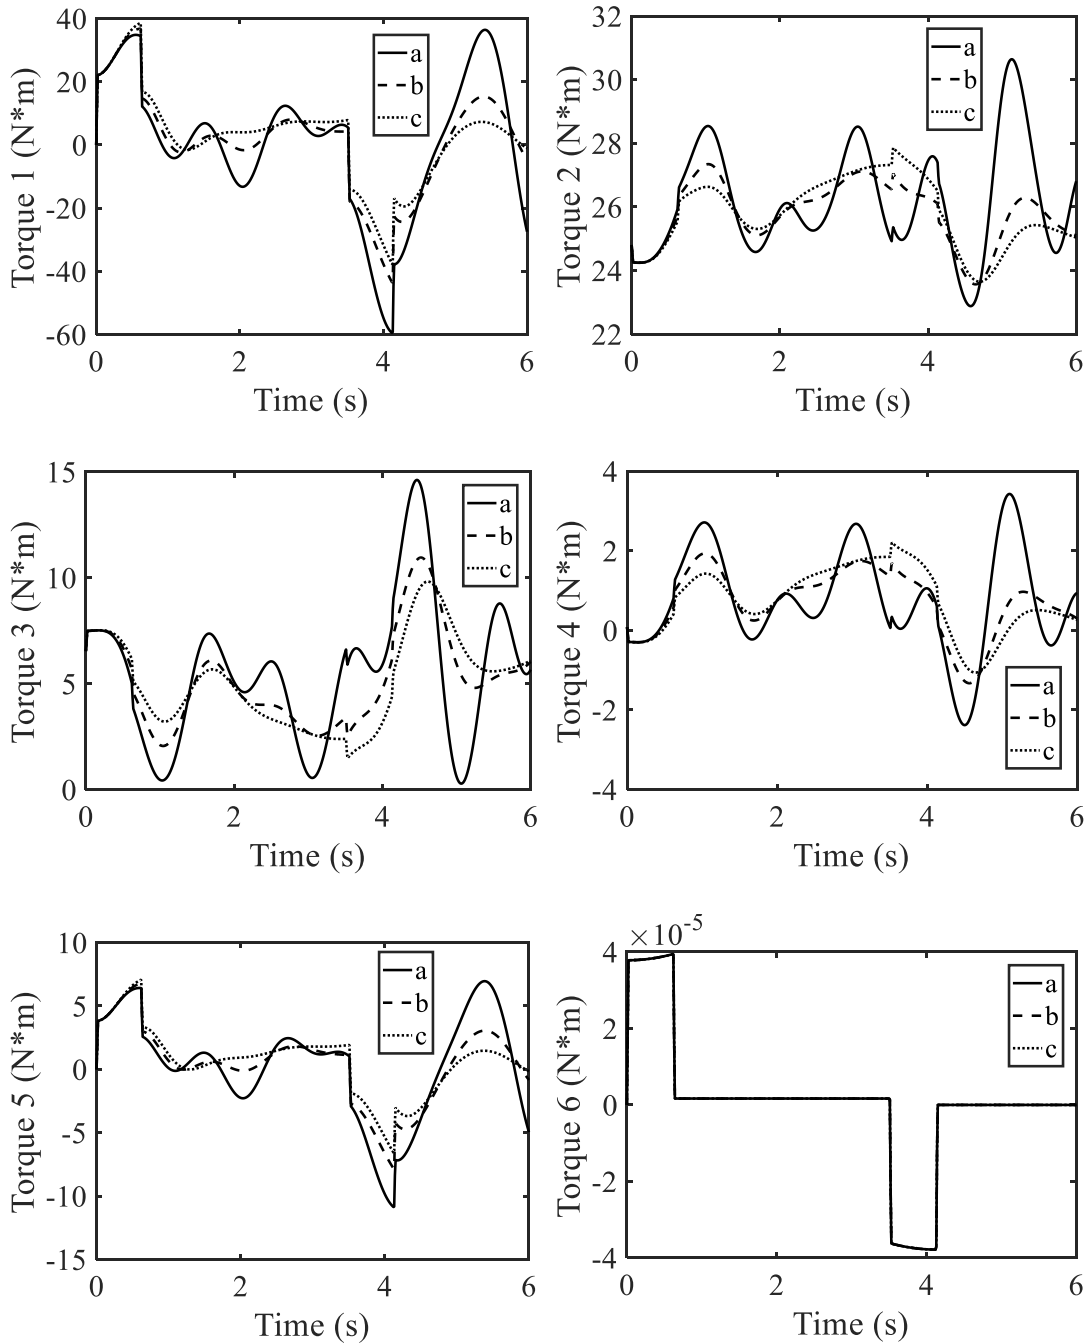 Torque 1 (N*m)
40
20
0
-20
-40
-60
a
b
c
0 2 4 6
Time (s)
Torque 2 (N*m)
32
30
28
26
24
22
a
b
c
0 2 4 6
Time (s)
Torque 3 (N*m)
15
10
5
0
a
b
c
0 2 4 6
Time (s)
Torque 4 (N*m)
4
2
0
-2
-4
a
b
c
0 2 4 6
Time (s)
Torque 5 (N*m)
10
5
0
-5
-10
-15
a
b
c
0 2 4 6
Time (s)
Torque 6 (N*m)
×10⁻⁵
4
2
0
-2
-4
a
b
c
0 2 4 6
Time (s)